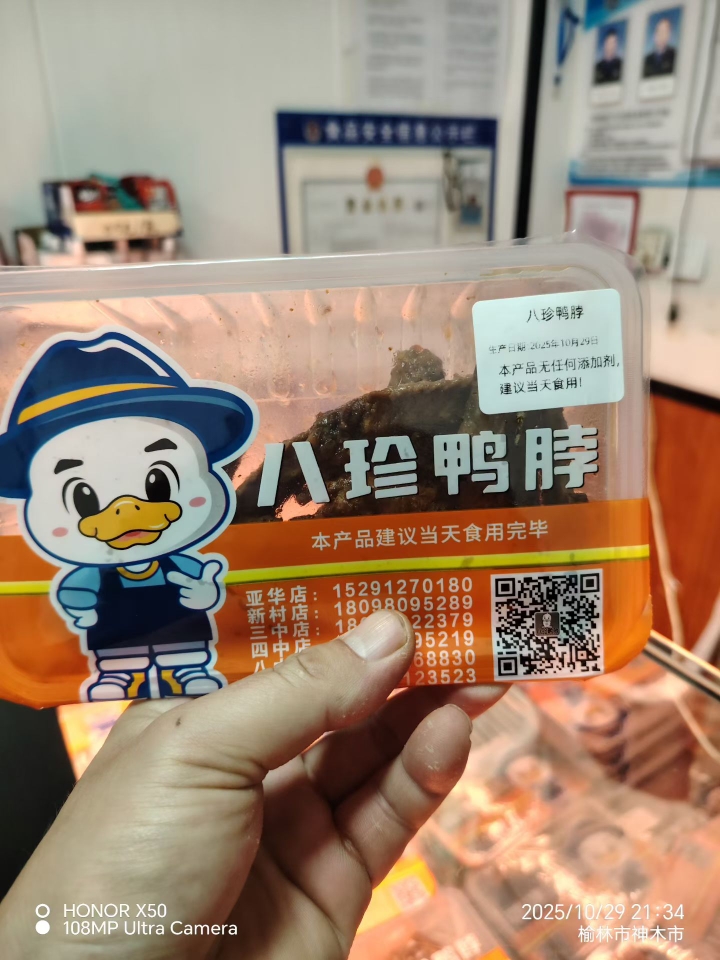 八珍鸭脖
生产日期:2025年10月29日
本产品无任何添加剂,
建议当天食用!
八珍鸭脖
本产品建议当天食用完毕
亚华店: 15291270180
新村店: 18098095289
三中店: 22379
四中店 5219
68830
123523
HONOR X50
108MP Ultra Camera
2025/10/29 21:34
榆林市神木市